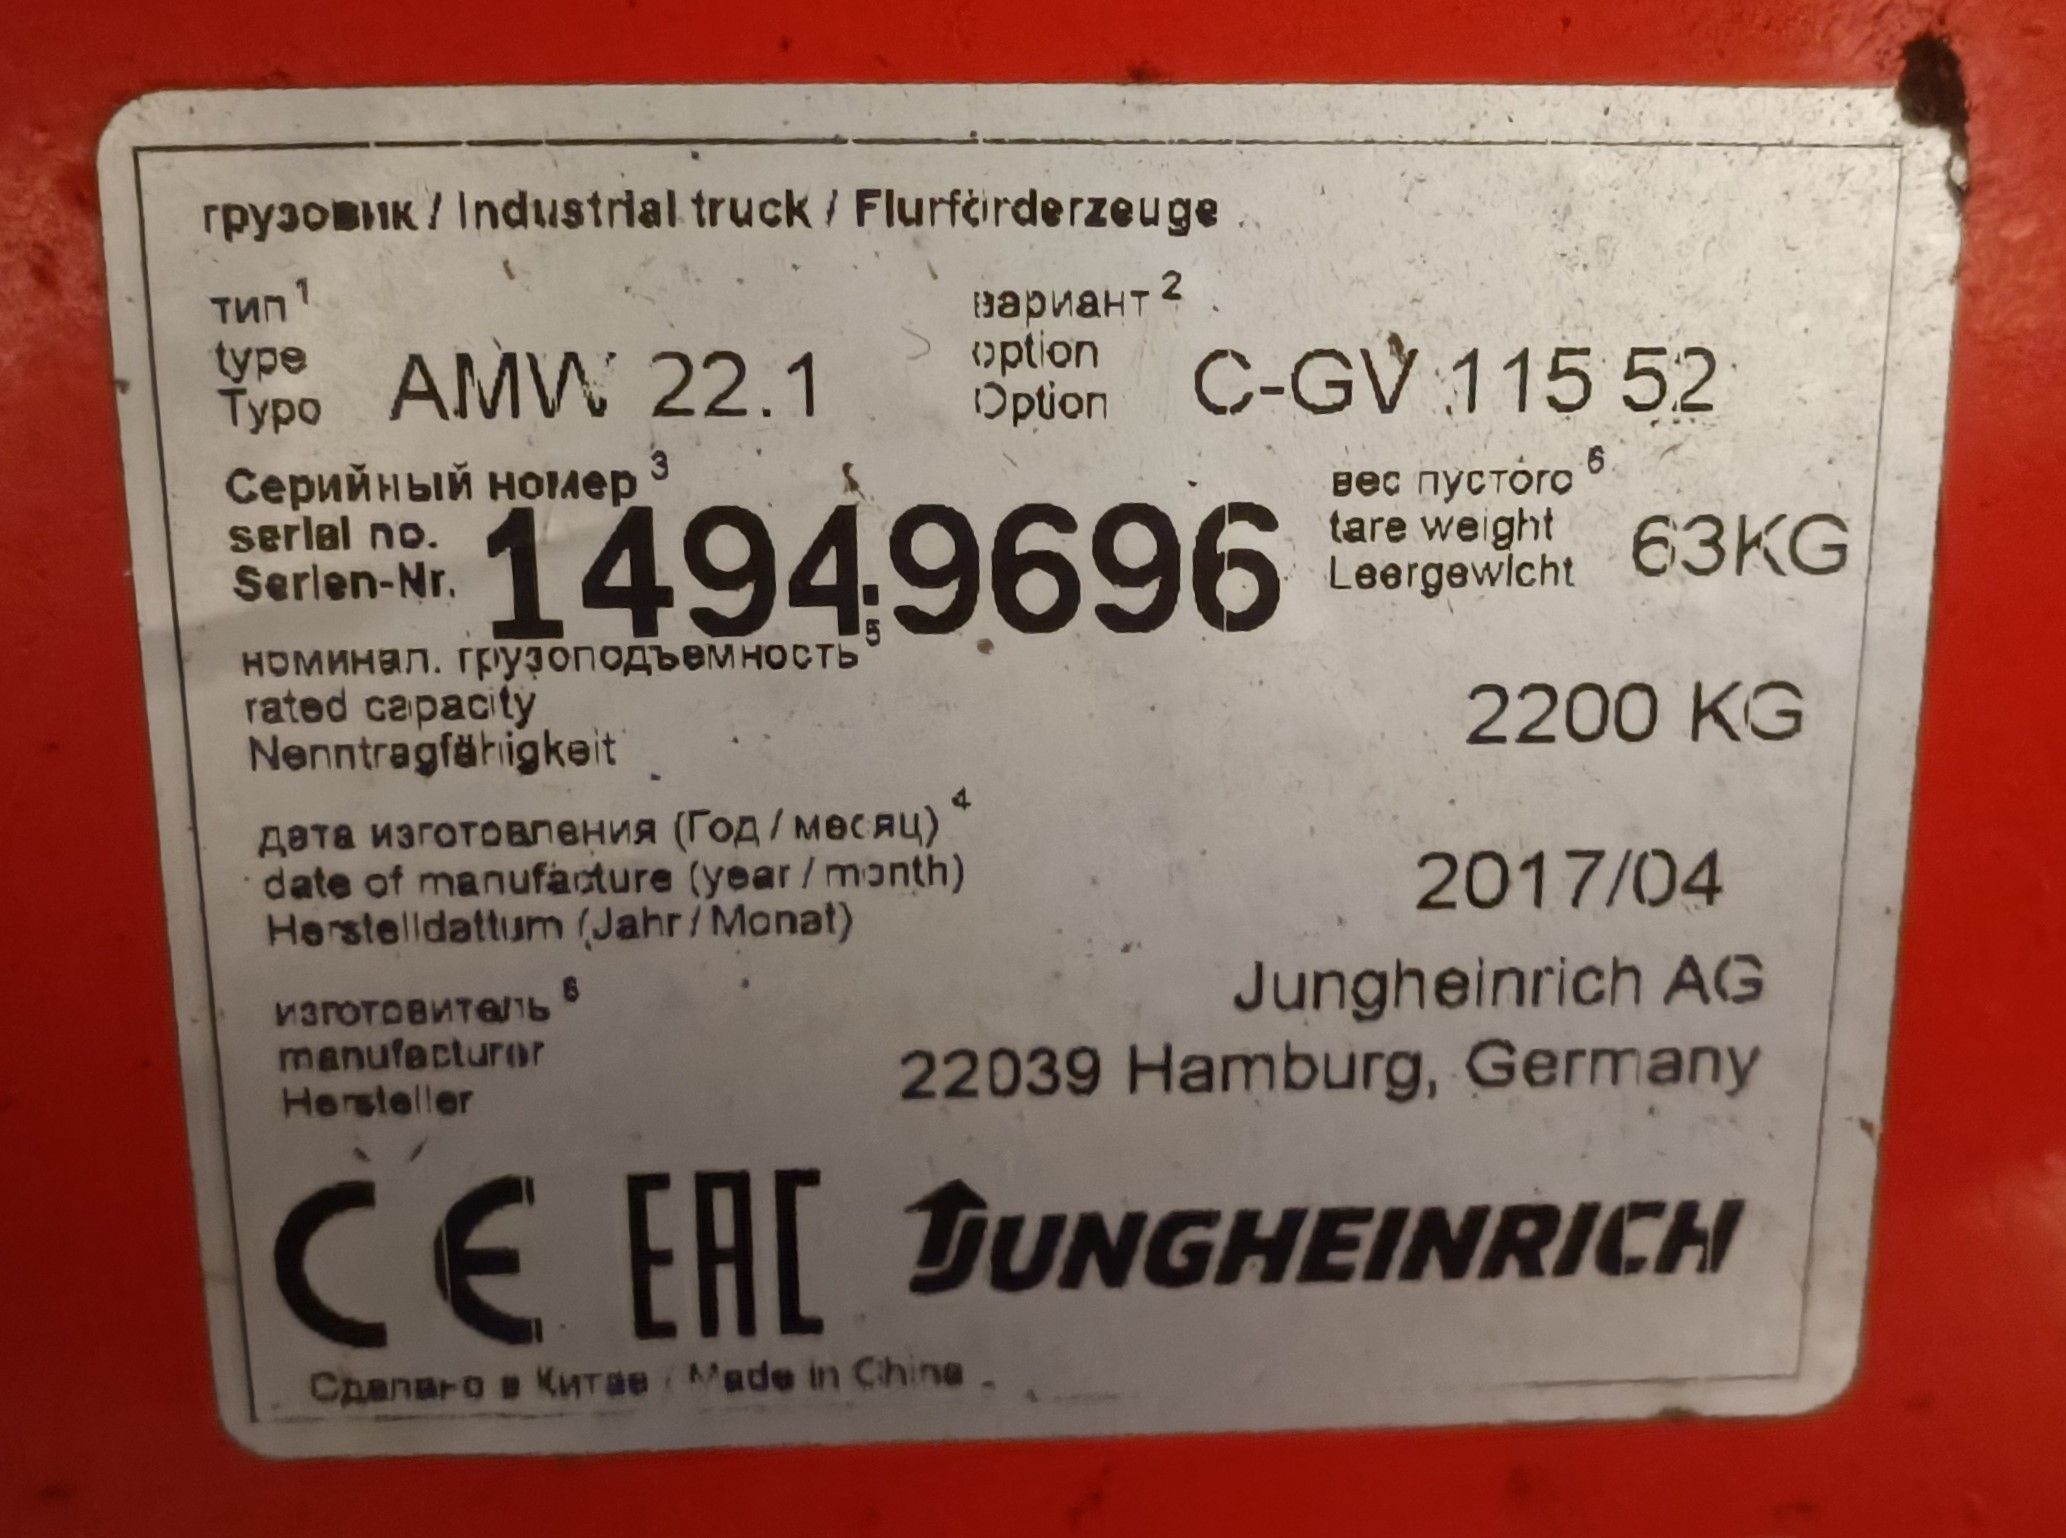 грузовик / Industrial truck / Flurförderzeuge
тип 1
type
Typo
AMW 22.1
вариант 2
option
Option
C-GV 115 52
Серийный номер 3
serial no.
Serien-Nr.
14949696
вес пустого 6
tare weight
Leergewicht
63KG
номинал. грузоподъемность 5
rated capacity
Nenntragfähigkeit
2200 KG
дата изготовления (Год / месяц) 4
date of manufacture (year / month)
Herstelldattum (Jahr / Monat)
2017/04
изготовитель 6
manufacturor
Hersteller
Jungheinrich AG
22039 Hamburg, Germany
CE EAC JUNGHEINRICH
Сделано в Китае / Made in China